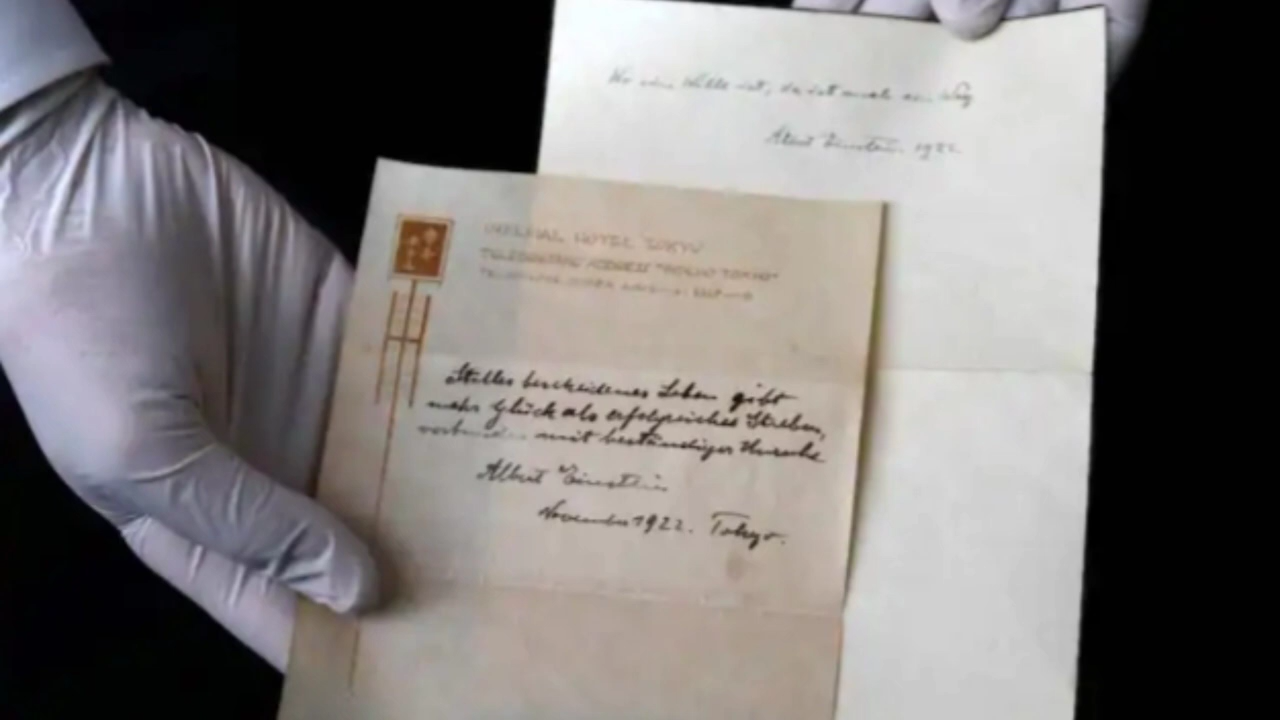 Wo ein Wille ist, da ist auch ein Weg
Albert Einstein. 1922.
IMPERIAL HOTEL TOKYO
Stilles bescheidenes Leben gibt
mehr Glück als erfolgreiches Streben,
verbunden mit beständiger Unruhe
Albert Einstein
November 1922. Tokyo.